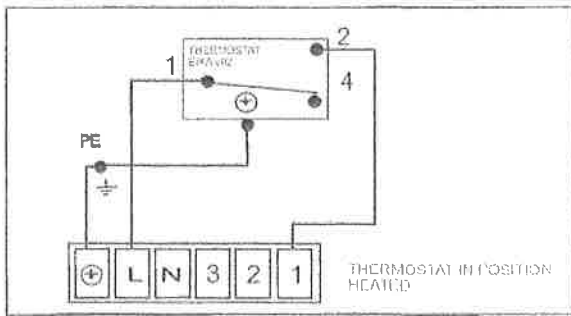 THERMOSTAT
2
1
4
PE
L N 3 2 1
THERMOSTAT IN POSITION
HEATED